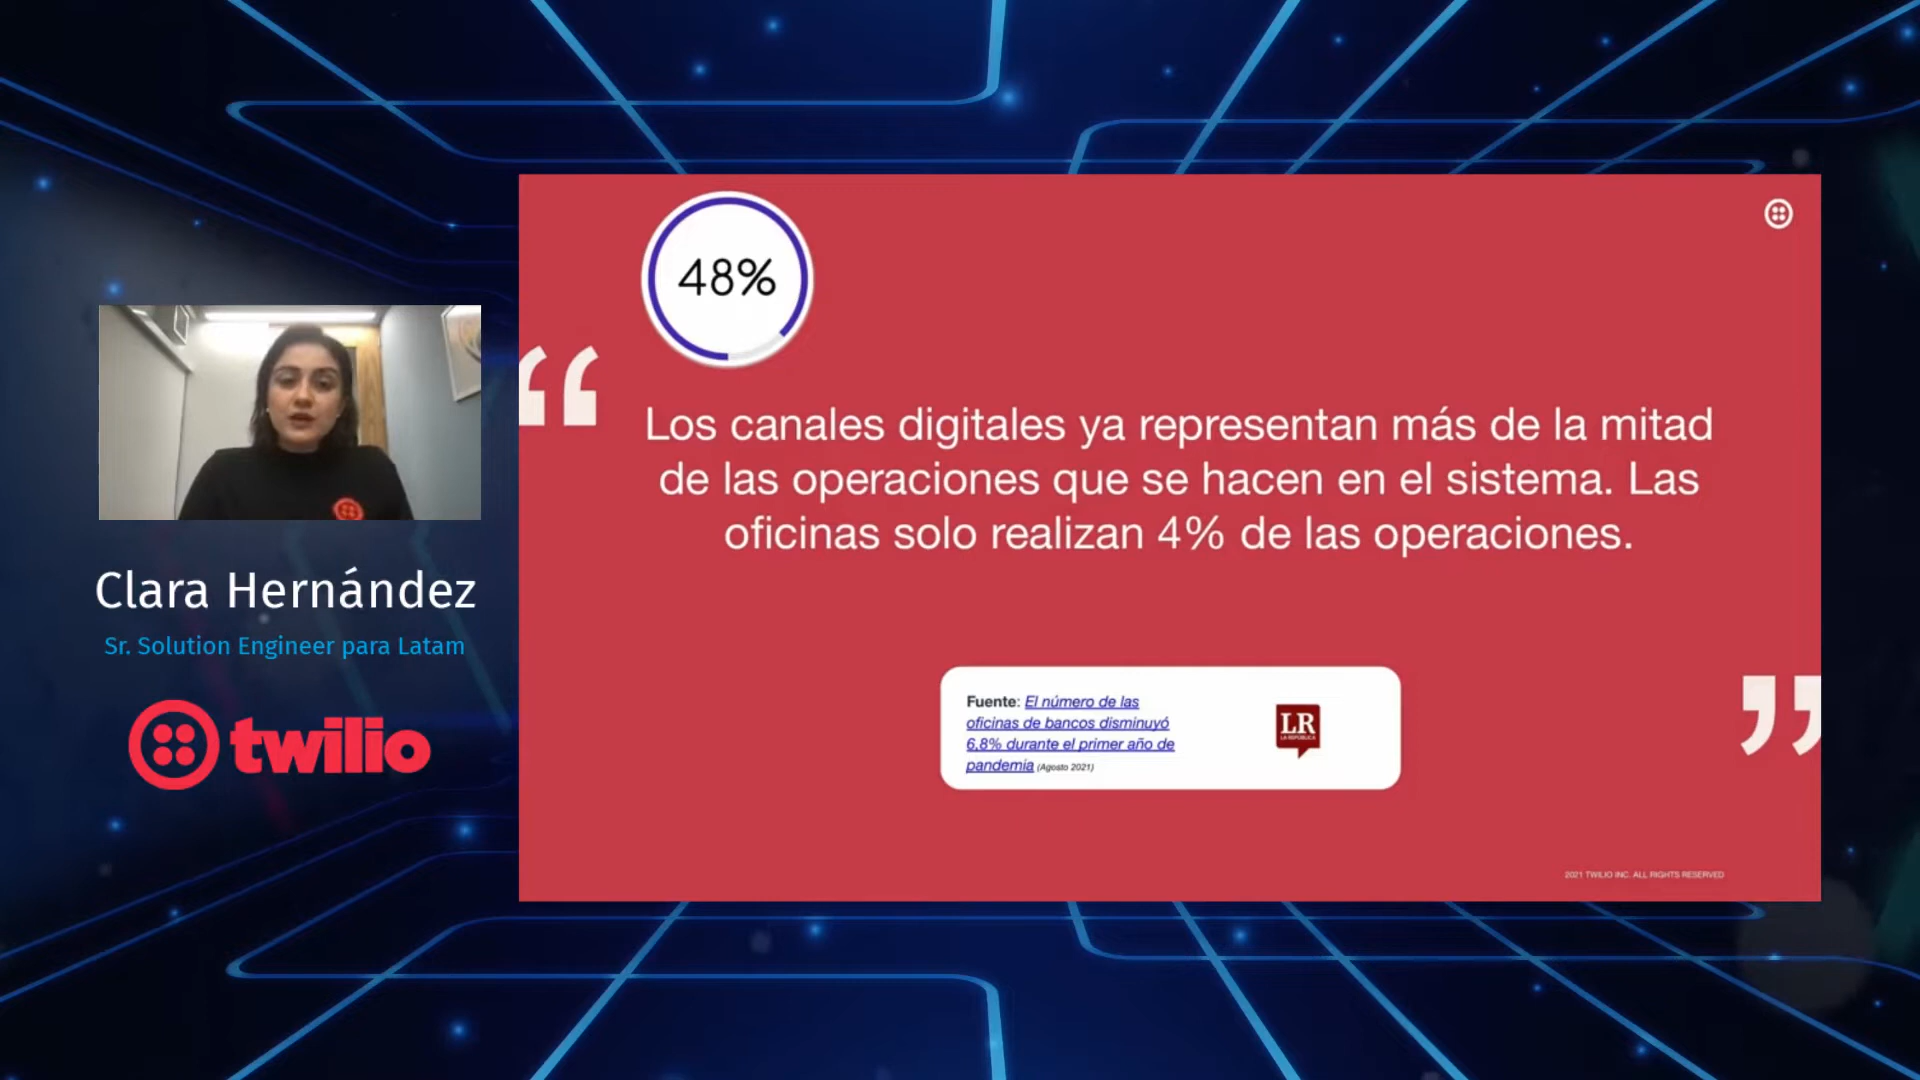 48%
“
Los canales digitales ya representan más de la mitad
de las operaciones que se hacen en el sistema. Las
oficinas solo realizan 4% de las operaciones.
”
Fuente: El número de las
oficinas de bancos disminuyó
6,8% durante el primer año de
pandemia (Agosto 2021)
LR
LA REPÚBLICA
2021 TWILIO INC. ALL RIGHTS RESERVED
Clara Hernández
Sr. Solution Engineer para Latam
twilio